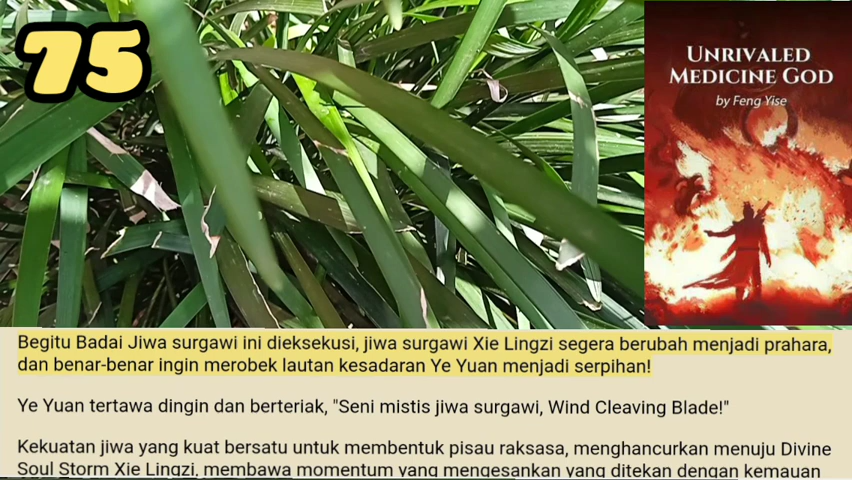 75
UNRIVALED
MEDICINE GOD
by Feng Yise
Begitu Badai Jiwa surgawi ini dieksekusi, jiwa surgawi Xie Lingzi segera berubah menjadi prahara,
dan benar-benar ingin merobek lautan kesadaran Ye Yuan menjadi serpihan!
Ye Yuan tertawa dingin dan berteriak, "Seni mistis jiwa surgawi, Wind Cleaving Blade!"
Kekuatan jiwa yang kuat bersatu untuk membentuk pisau raksasa, menghancurkan menuju Divine
Soul Storm Xie Lingzi, membawa momentum yang mengesankan yang ditekan dengan kemauan